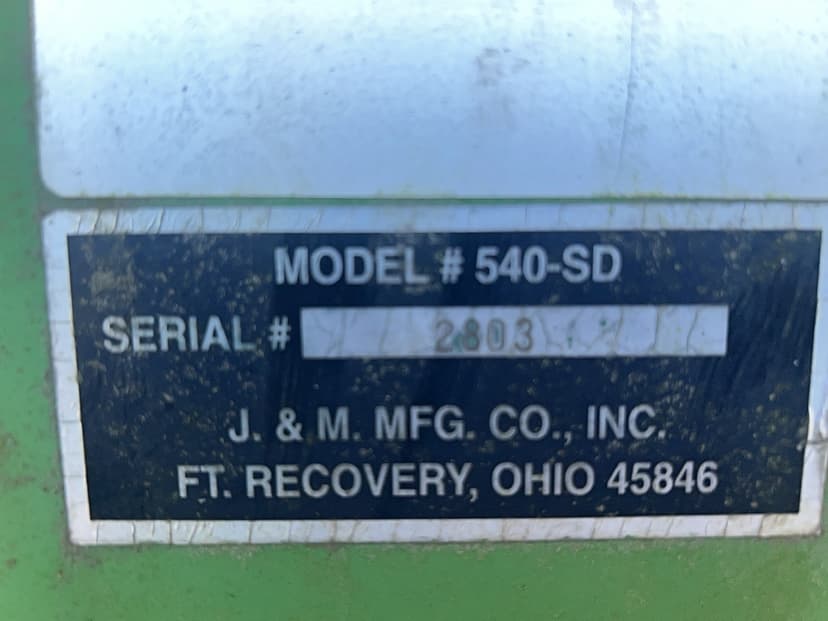 MODEL # 540-SD
SERIAL # 2803
J. & M. MFG. CO., INC.
FT. RECOVERY, OHIO 45846